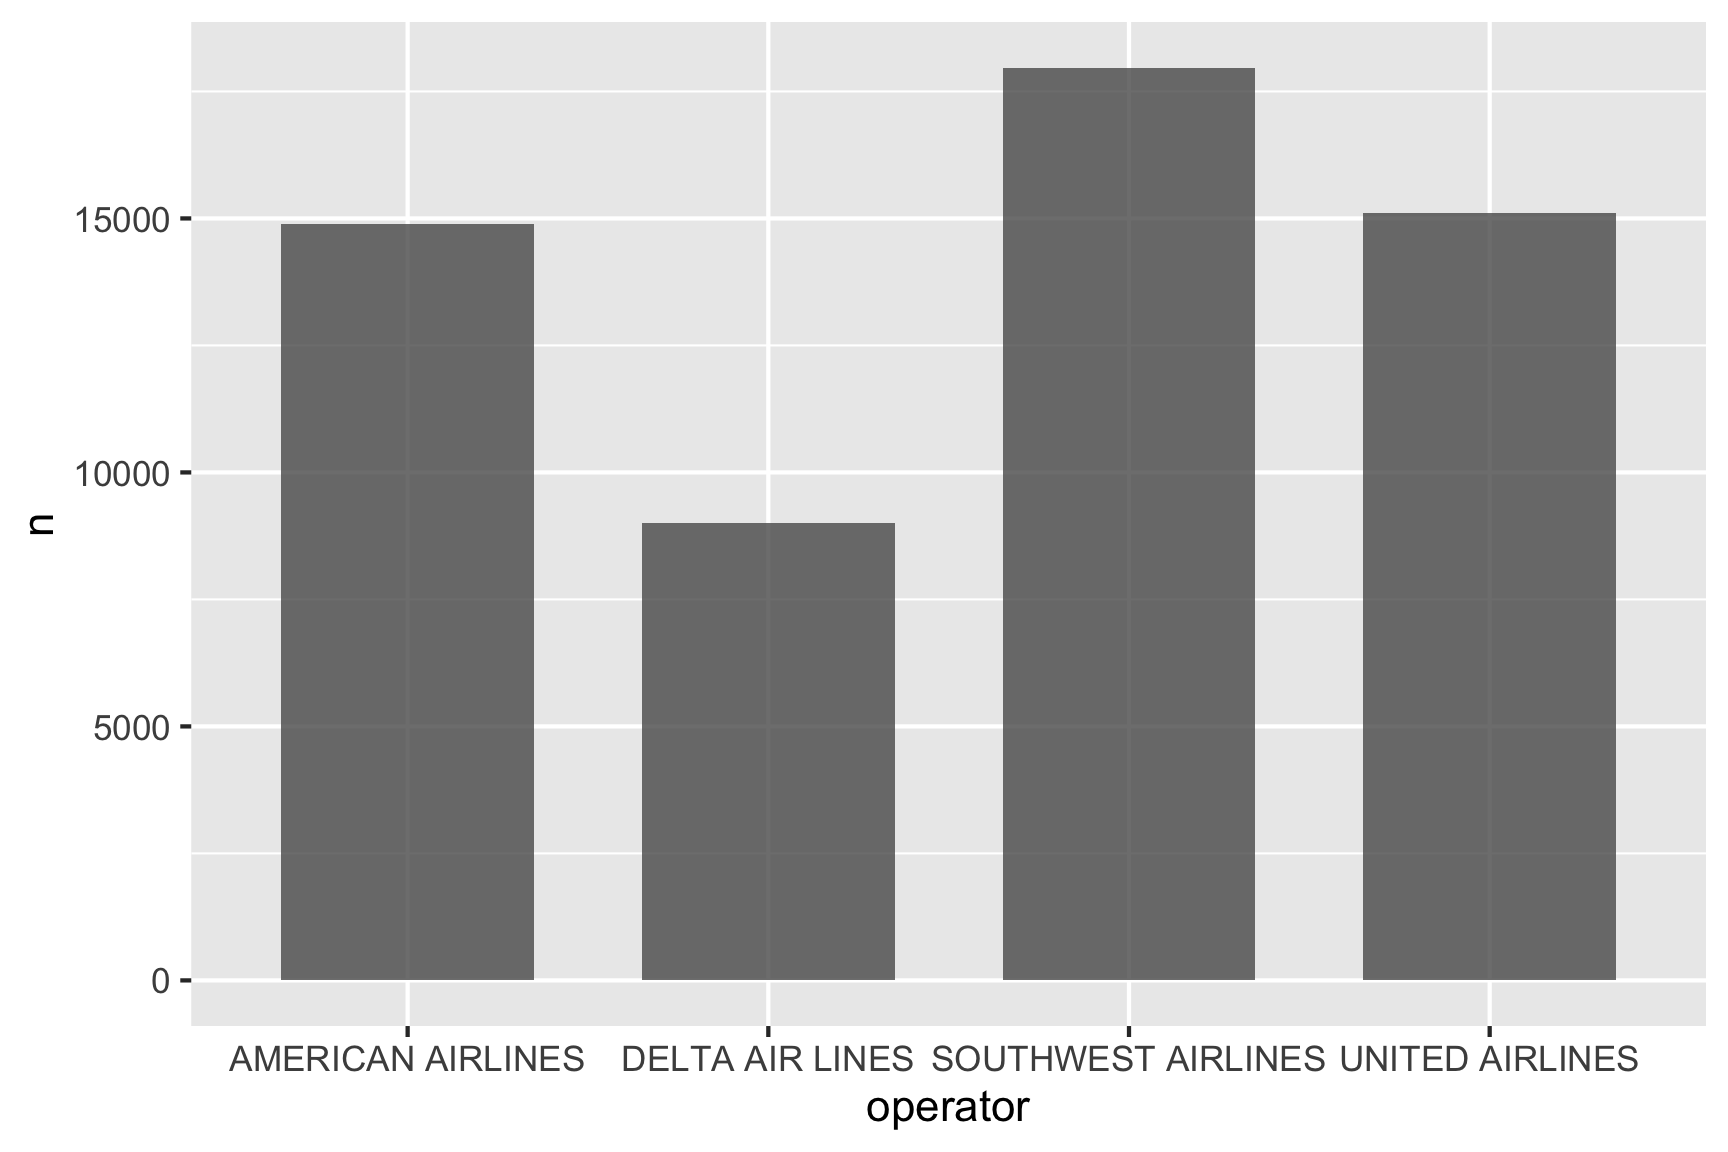 15000
10000
n
5000
0
AMERICAN AIRLINES DELTA AIR LINES SOUTHWEST AIRLINES UNITED AIRLINES
operator